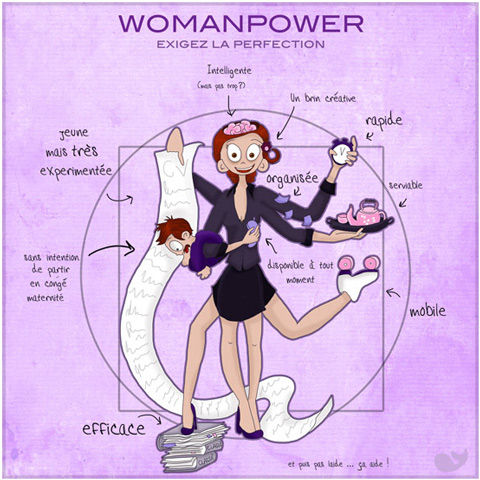 WOMANPOWER
EXIGEZ LA PERFECTION
Intelligente
(mais pas trop?)
Un brin créative
rapide
jeune
mais très
experimentée
organisée
serviable
sans intention
de partir
en congé
maternité
disponible à tout
moment
mobile
efficace
et puis pas laide ... ça aide !